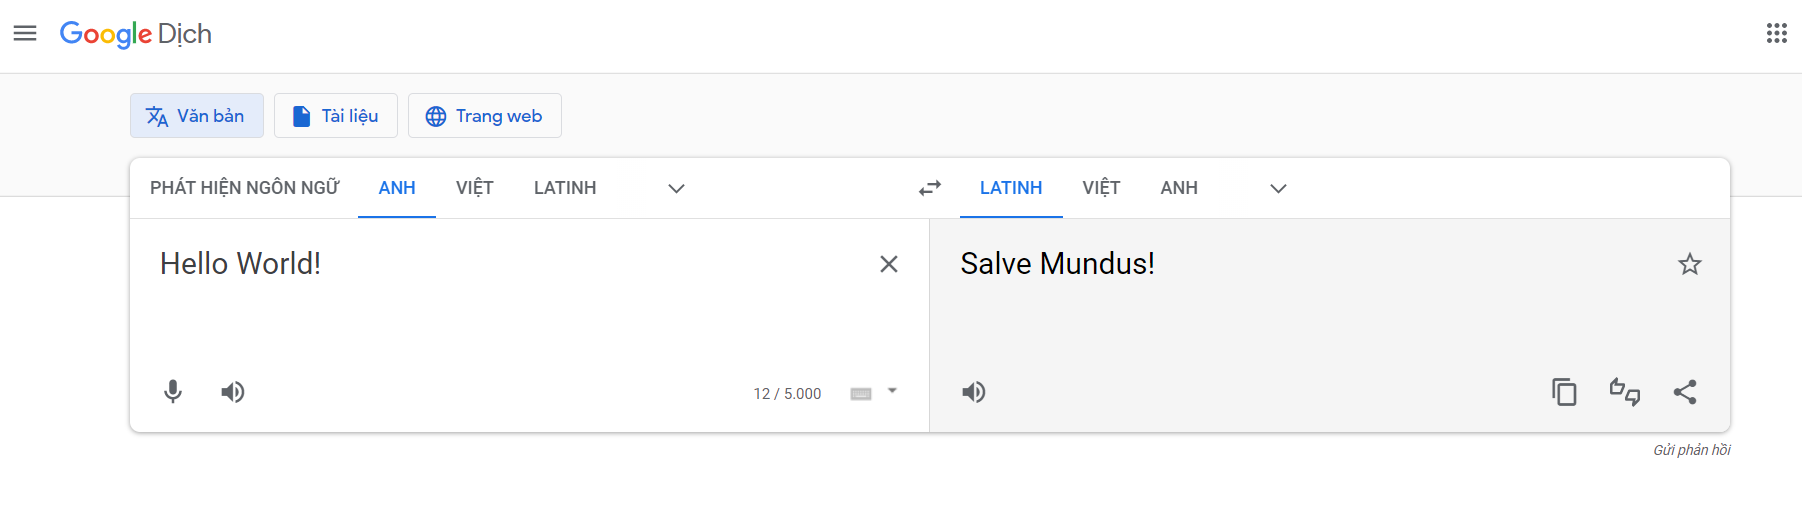 Google Dịch
Văn bản Tài liệu Trang web
PHÁT HIỆN NGÔN NGỮ ANH VIỆT LATINH LATINH VIỆT ANH
Hello World! Salve Mundus!
12 / 5.000
Gửi phản hồi